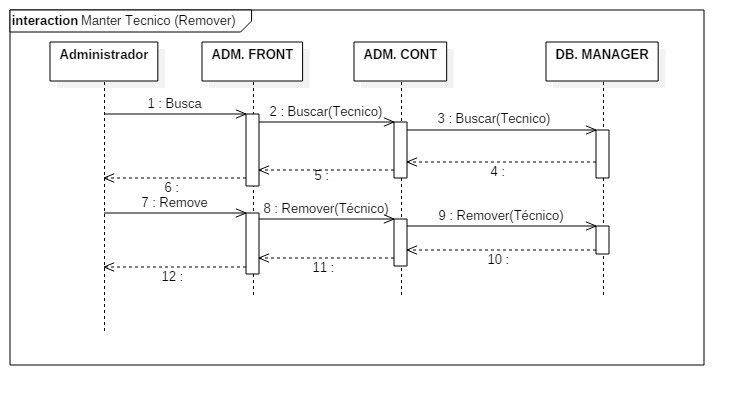 interaction Manter Tecnico (Remover)
Administrador
ADM. FRONT
ADM. CONT
DB. MANAGER
1 : Busca
2 : Buscar(Tecnico)
3 : Buscar(Tecnico)
4 :
5 :
6 :
7 : Remove
8 : Remover(Técnico)
9 : Remover(Técnico)
10 :
11 :
12 :